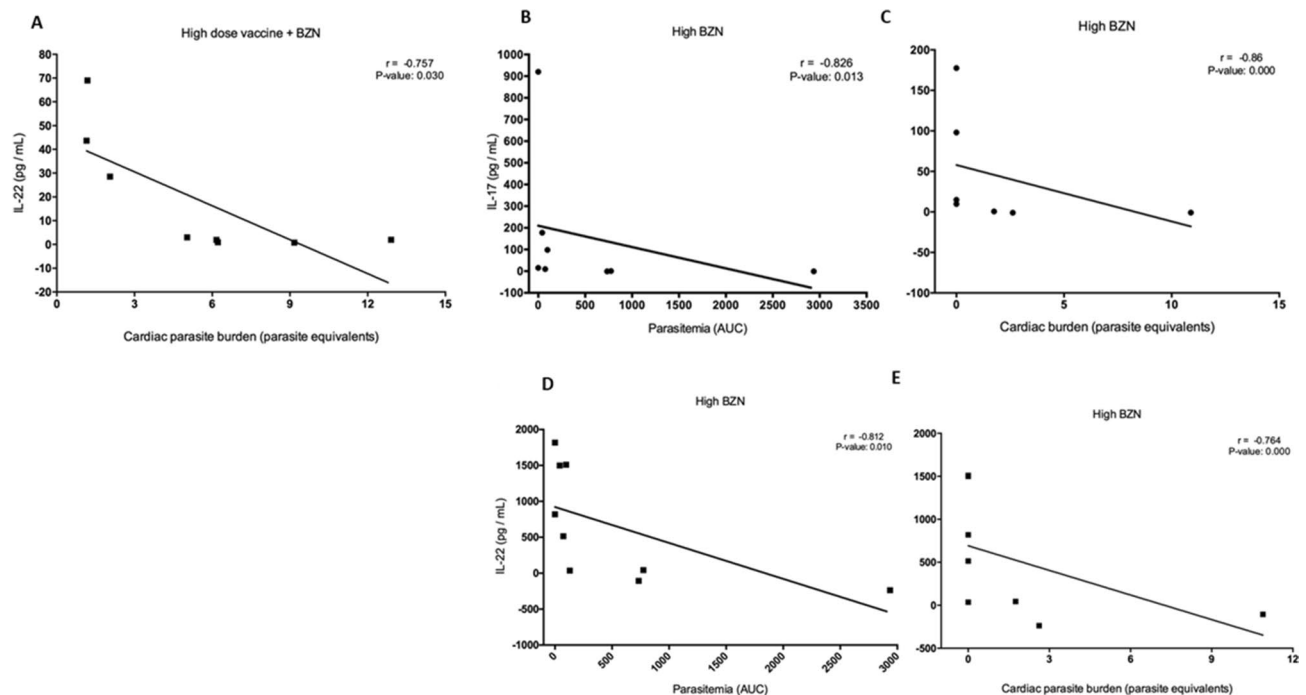 A
High dose vaccine + BZN
r = -0.757
P-value: 0.030
80
70
60
50
40
30
20
10
0
-10
-20
IL-22 (pg / mL)
0
3
6
9
12
15
Cardiac parasite burden (parasite equivalents)
B
High BZN
r = -0.826
P-value: 0.013
1000
900
800
700
600
500
400
300
200
100
0
-100
IL-17 (pg / mL)
0
500
1000
1500
2000
2500
3000
3500
Parasitemia (AUC)
C
High BZN
r = -0.86
P-value: 0.000
200
150
100
50
0
-50
-100
0
5
10
15
Cardiac burden (parasite equivalents)
D
High BZN
r = -0.812
P-value: 0.010
2000
1500
1000
500
0
-500
-1000
IL-22 (pg / mL)
0
500
1000
1500
2000
2500
3000
Parasitemia (AUC)
E
High BZN
r = -0.764
P-value: 0.000
2000
1500
1000
500
0
-500
0
3
6
9
12
Cardiac parasite burden (parasite equivalents)